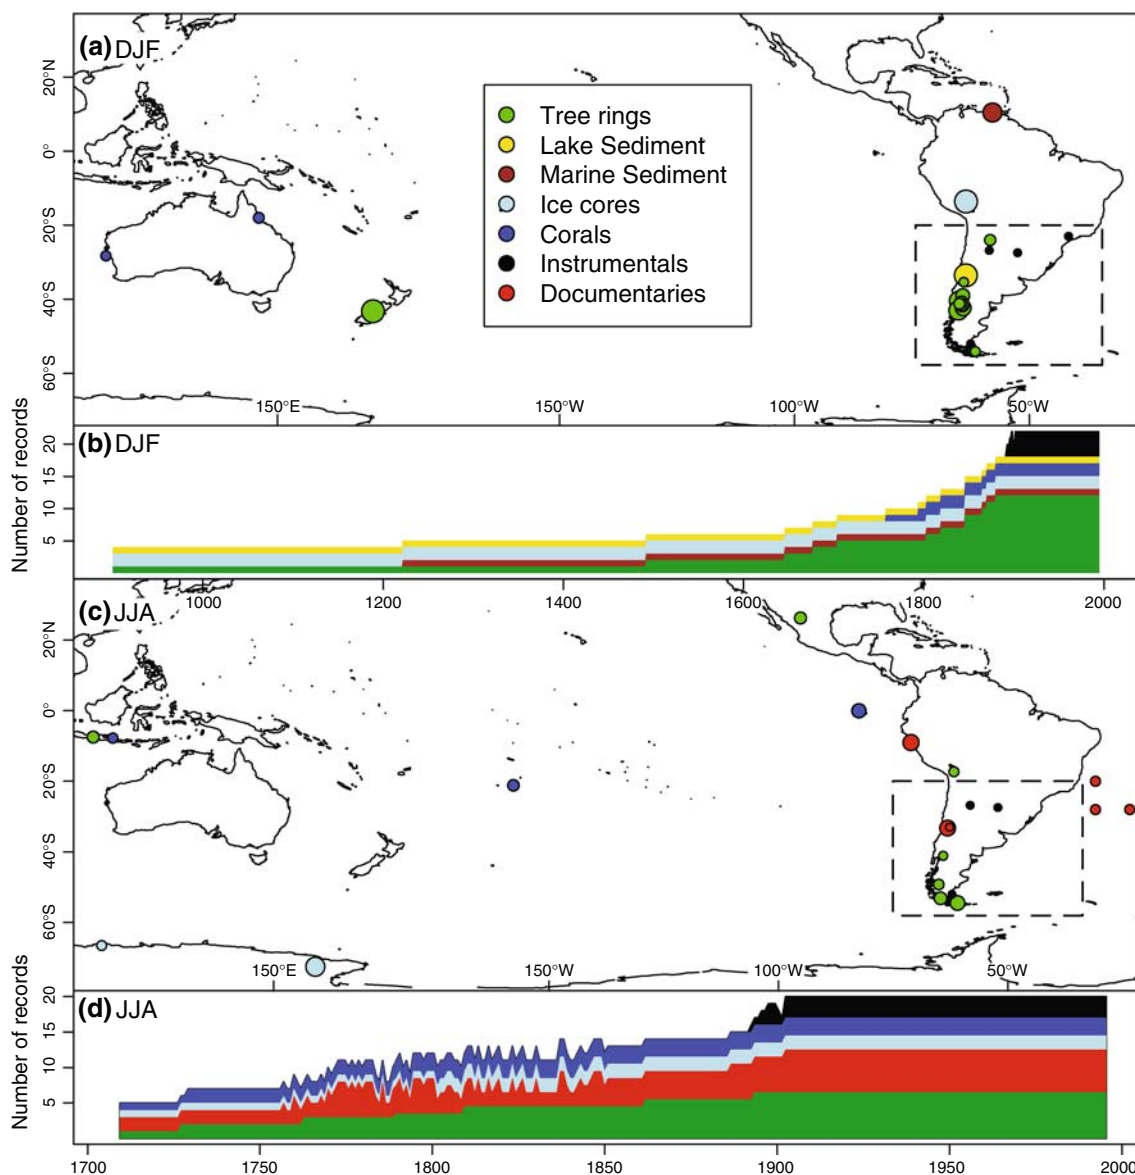 (a) DJF
20°N
0°
20°S
40°S
60°S
Tree rings
Lake Sediment
Marine Sediment
Ice cores
Corals
Instrumentals
Documentaries
150°E
150°W
100°W
50°W
Number of records
(b) DJF
20
15
10
5
1000 1200 1400 1600 1800 2000
(c) JJA
20°N
0°
20°S
40°S
60°S
150°E
150°W
100°W
50°W
Number of records
(d) JJA
20
15
10
5
1700 1750 1800 1850 1900 1950 2000